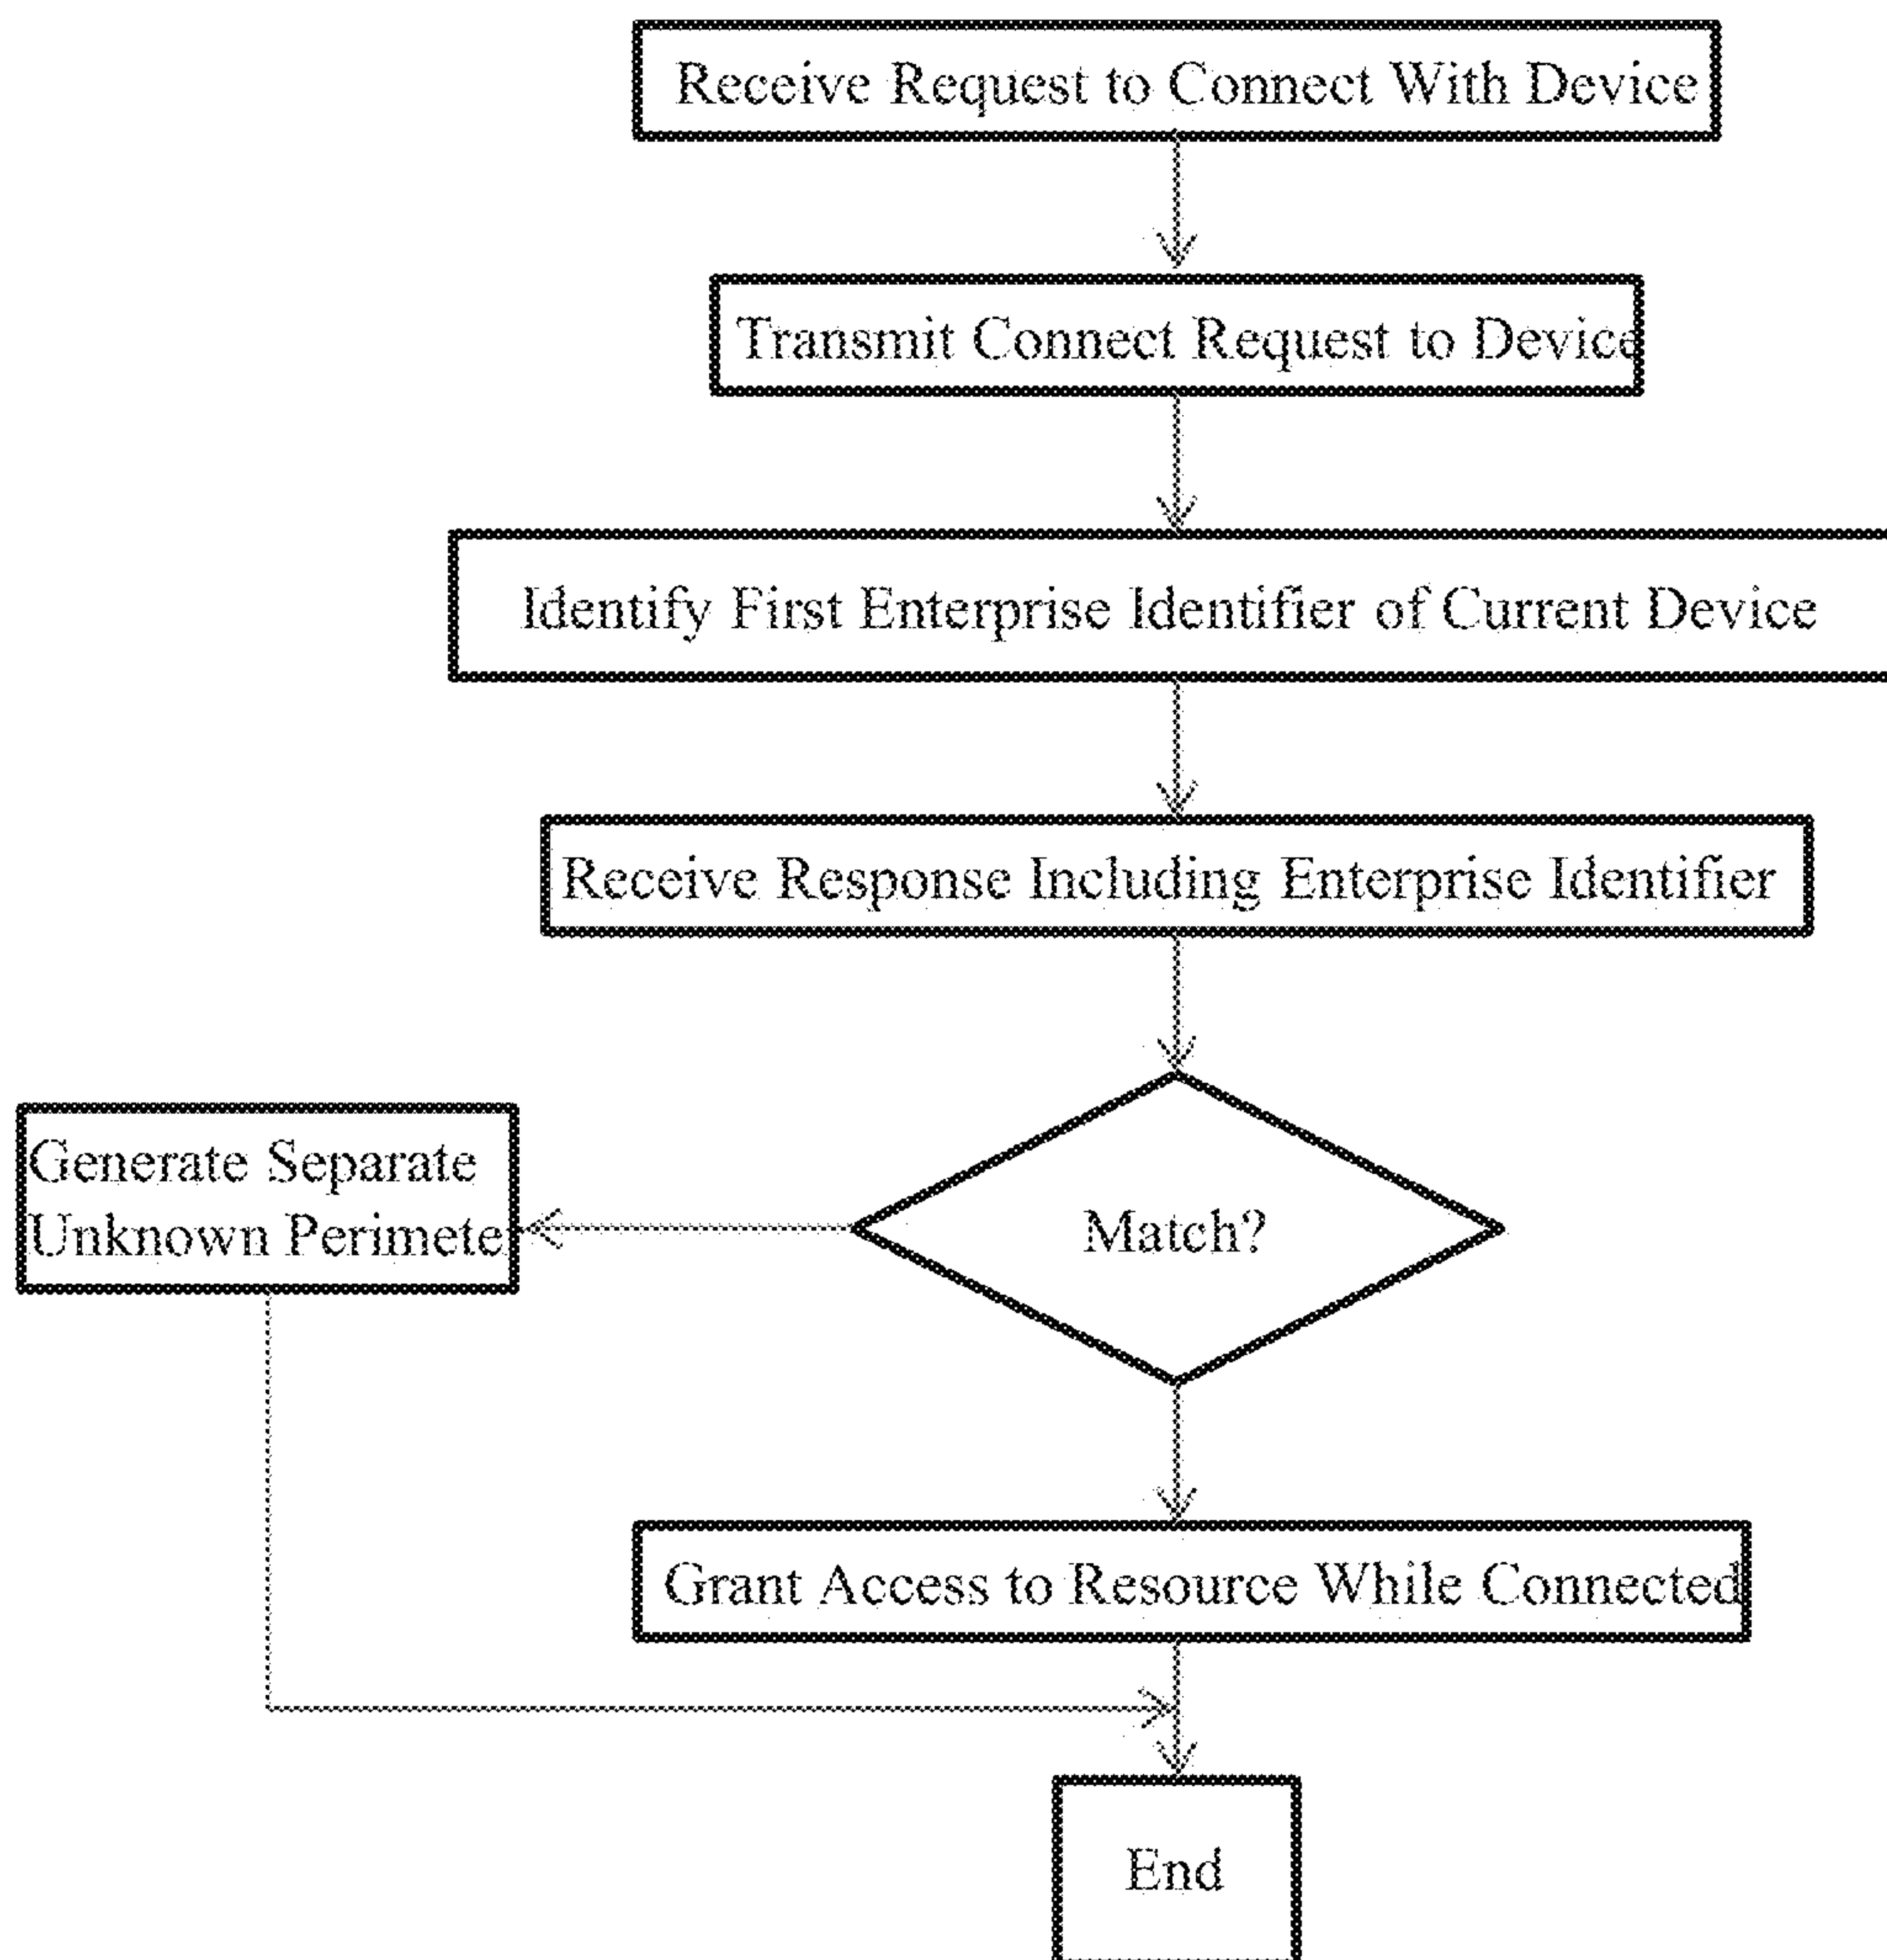 Receive Request to Connect With Device
Transmit Connect Request to Device
Identify First Enterprise Identifier of Current Device
Receive Response Including Enterprise Identifier
Generate Separate
Unknown Perimeter
Match?
Grant Access to Resource While Connected
End